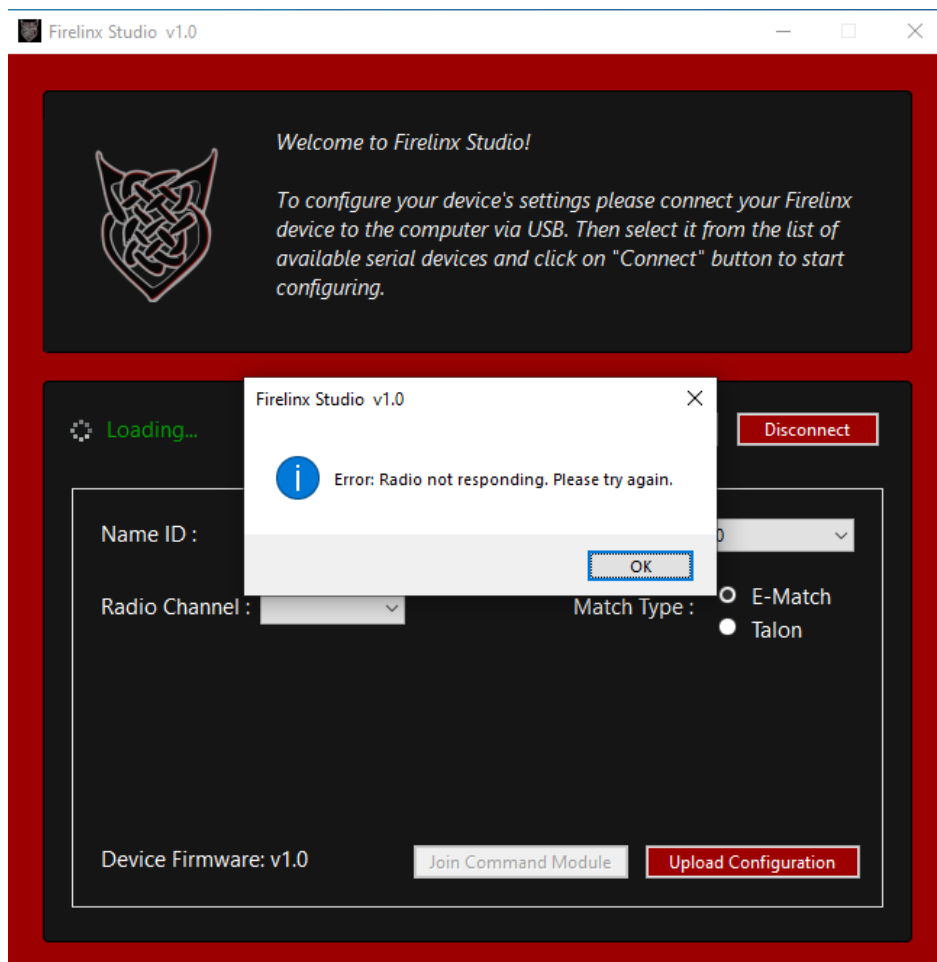 Firelinx Studio v1.0
Welcome to Firelinx Studio!
To configure your device's settings please connect your Firelinx
device to the computer via USB. Then select it from the list of
available serial devices and click on "Connect" button to start
configuring.
Firelinx Studio v1.0
Loading...
Disconnect
Error: Radio not responding. Please try again.
Name ID :
OK
Radio Channel :
Match Type :
E-Match
Talon
Device Firmware: v1.0
Join Command Module
Upload Configuration